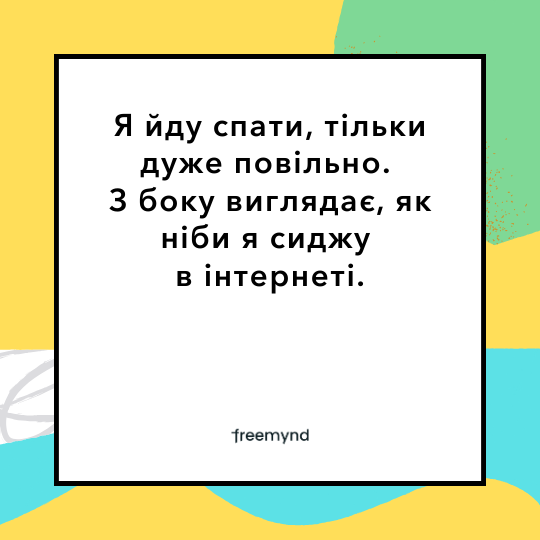 Я йду спати, тільки
дуже повільно.
З боку виглядає, як
ніби я сиджу
в інтернеті.
freemynd